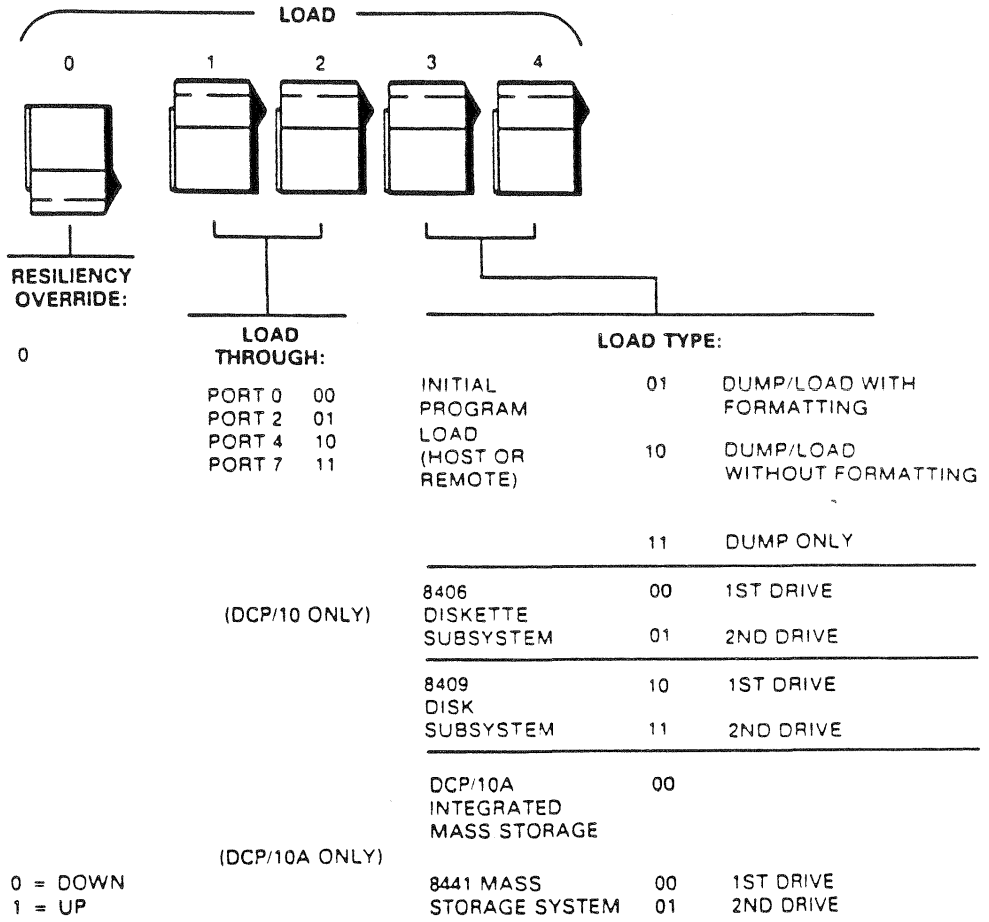 LOAD
0 1 2 3 4
RESILIENCY
OVERRIDE:
0
LOAD
THROUGH:
PORT 0 00
PORT 2 01
PORT 4 10
PORT 7 11
LOAD TYPE:
INITIAL
PROGRAM
LOAD
(HOST OR
REMOTE)
01 DUMP/LOAD WITH
FORMATTING
10 DUMP/LOAD
WITHOUT FORMATTING
11 DUMP ONLY
(DCP/10 ONLY)
8406
DISKETTE
SUBSYSTEM
00 1ST DRIVE
01 2ND DRIVE
8409
DISK
SUBSYSTEM
10 1ST DRIVE
11 2ND DRIVE
DCP/10A 00
INTEGRATED
MASS STORAGE
(DCP/10A ONLY)
8441 MASS 00 1ST DRIVE
STORAGE SYSTEM 01 2ND DRIVE
0 = DOWN
1 = UP